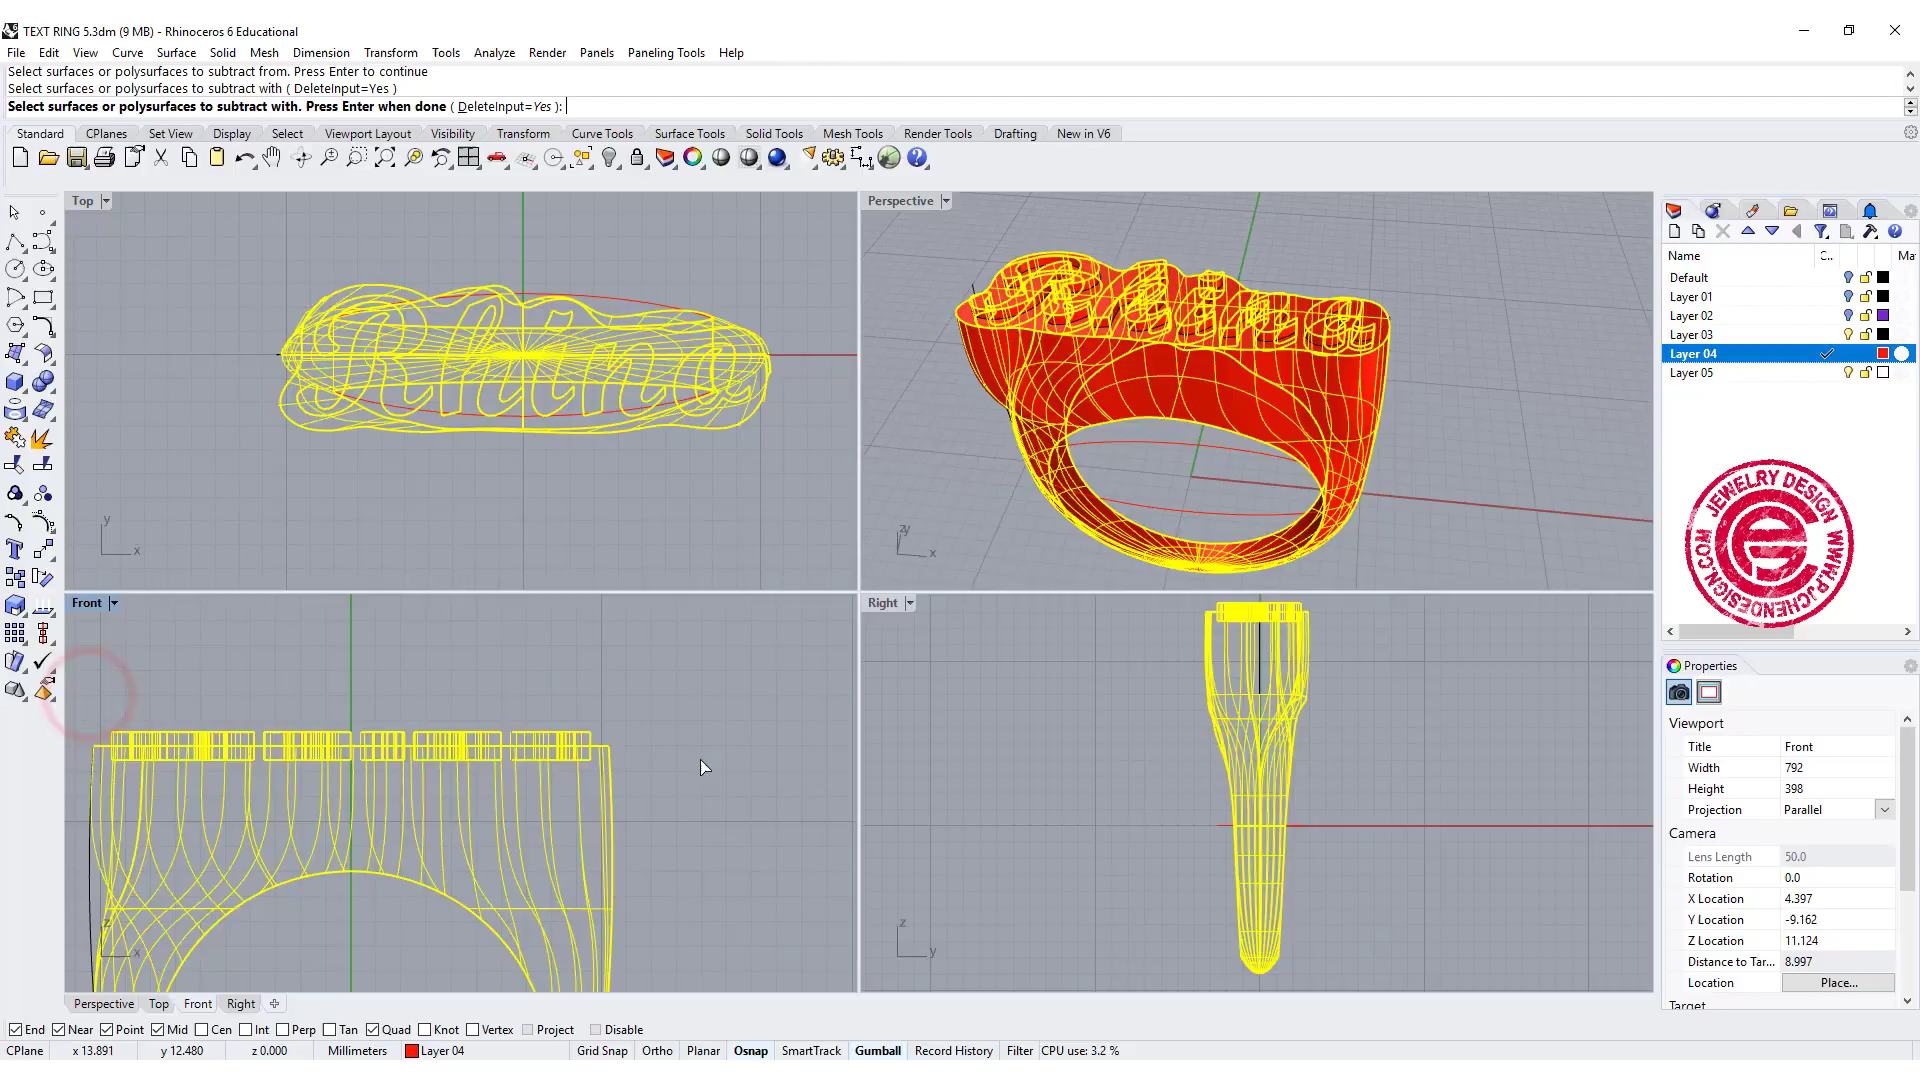 TEXT RING 5.3dm (9 MB) - Rhinoceros 6 Educational
File Edit View Curve Surface Solid Mesh Dimension Transform Tools Analyze Render Panels Paneling Tools Help
Select surfaces or polysurfaces to subtract from. Press Enter to continue
Select surfaces or polysurfaces to subtract with ( DeleteInput=Yes )
Select surfaces or polysurfaces to subtract with. Press Enter when done ( DeleteInput=Yes ):
Standard CPlanes Set View Display Select Viewport Layout Visibility Transform Curve Tools Surface Tools Solid Tools Mesh Tools Render Tools Drafting New in V6
Top
Perspective
Name C.. Ma
Default
Layer 01
Layer 02
Layer 03
Layer 04
Layer 05
y
x
zy
x
JEWELRY DESIGN WWW.PJCHENDESIGN.COM
Front
Right
z
x
z
y
Properties
Viewport
Title Front
Width 792
Height 398
Projection Parallel
Camera
Lens Length 50.0
Rotation 0.0
X Location 4.397
Y Location -9.162
Z Location 11.124
Distance to Tar... 8.997
Location Place...
Target
Perspective Top Front Right
End Near Point Mid Cen Int Perp Tan Quad Knot Vertex Project Disable
CPlane x 13.891 y 12.480 z 0.000 Millimeters Layer 04 Grid Snap Ortho Planar Osnap SmartTrack Gumball Record History Filter CPU use: 3.2 %